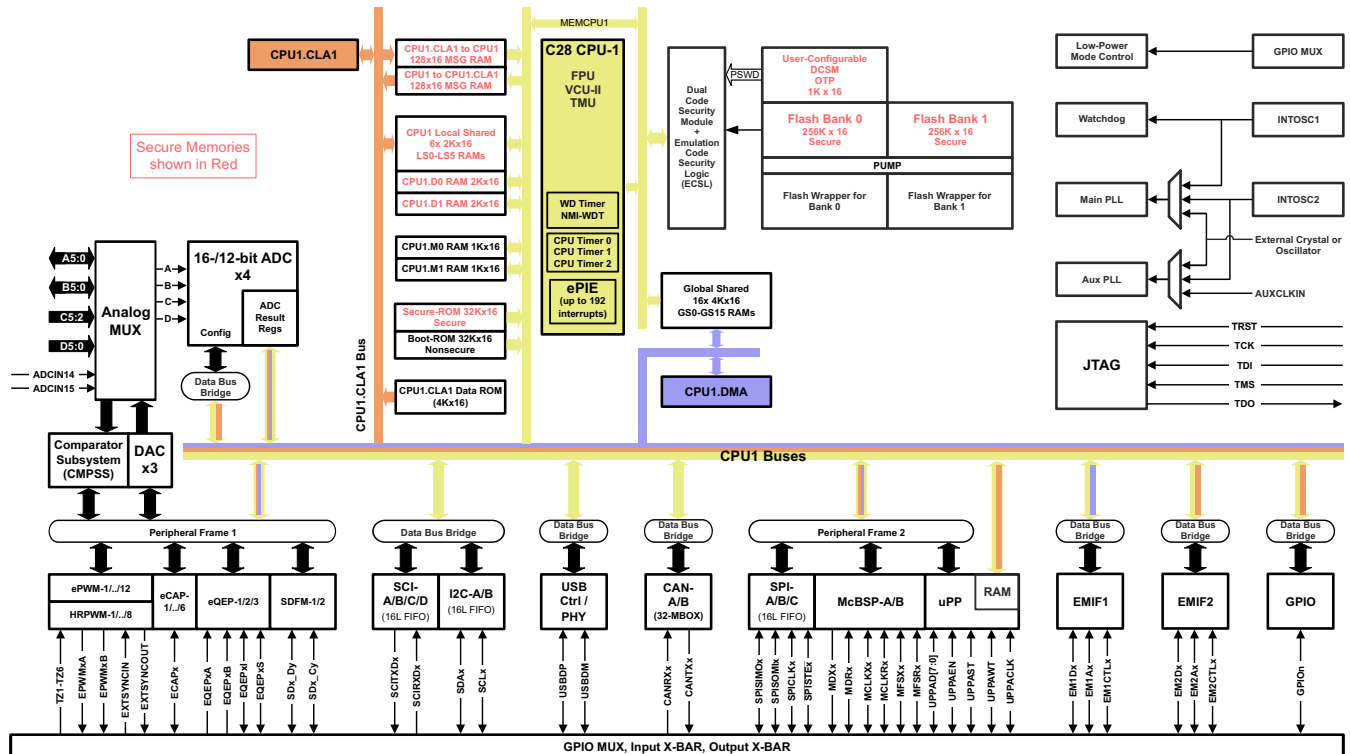 MEMCPU1
CPU1.CLA1
CPU1.CLA1 to CPU1
128x16 MSG RAM
CPU1 to CPU1.CLA1
128x16 MSG RAM
C28 CPU-1
FPU
VCU-II
TMU
Dual
Code
Security
Module
+
Emulation
Code
Security
Logic
(ECSL)
PSWD
User-Configurable
DCSM
OTP
1K x 16
Flash Bank 0
256K x 16
Secure
Flash Bank 1
256K x 16
Secure
PUMP
Flash Wrapper for
Bank 0
Flash Wrapper for
Bank 1
Low-Power
Mode Control
GPIO MUX
Watchdog
INTOSC1
Main PLL
INTOSC2
External Crystal or
Oscillator
Aux PLL
AUXCLKIN
Secure Memories
shown in Red
CPU1 Local Shared
6x 2Kx16
LS0-LS5 RAMs
CPU1.D0 RAM 2Kx16
CPU1.D1 RAM 2Kx16
WD Timer
NMI-WDT
CPU1.M0 RAM 1Kx16
CPU1.M1 RAM 1Kx16
CPU Timer 0
CPU Timer 1
CPU Timer 2
ePIE
(up to 192
interrupts)
Secure-ROM 32Kx16
Secure
Boot-ROM 32Kx16
Nonsecure
CPU1.CLA1 Data ROM
(4Kx16)
CPU1.CLA1 Bus
Global Shared
16x 4Kx16
GS0-GS15 RAMs
CPU1.DMA
JTAG
TRST
TCK
TDI
TMS
TDO
A5:0
B5:0
C5:2
D5:0
ADCIN14
ADCIN15
Analog
MUX
A
B
C
D
16-/12-bit ADC
x4
Config
ADC
Result
Regs
Data Bus
Bridge
Comparator
Subsystem
(CMPSS)
DAC
x3
CPU1 Buses
Peripheral Frame 1
Data Bus Bridge
Data Bus
Bridge
Data Bus
Bridge
Peripheral Frame 2
Data Bus
Bridge
Data Bus
Bridge
Data Bus
Bridge
ePWM-1/../12
HRPWM-1/../8
eCAP-
1/../6
eQEP-1/2/3
SDFM-1/2
SCI-
A/B/C/D
(16L FIFO)
I2C-A/B
(16L FIFO)
USB
Ctrl /
PHY
CAN-
A/B
(32-MBOX)
SPI-
A/B/C
(16L FIFO)
McBSP-A/B
uPP
RAM
EMIF1
EMIF2
GPIO
TZ1-TZ6
EPWMxA
EPWMxB
EXTSYNCIN
EXTSYNCOUT
ECAPx
EQEPxA
EQEPxB
EQEPxI
EQEPxS
SDx_Dy
SDx_Cy
SCITXDx
SCIRXDx
SDAx
SCLx
USBDP
USBDM
CANRXx
CANTXx
SPISIMOx
SPISOMIx
SPICLKx
SPISTEx
MDXx
MDRx
MCLKXx
MCLKRx
MFSXx
MFSRx
UPPAD[7:0]
UPPAEN
UPPAST
UPPAWT
UPPACLK
EM1Dx
EM1Ax
EM1CTLx
EM2Dx
EM2Ax
EM2CTLx
GPIOn
GPIO MUX, Input X-BAR, Output X-BAR